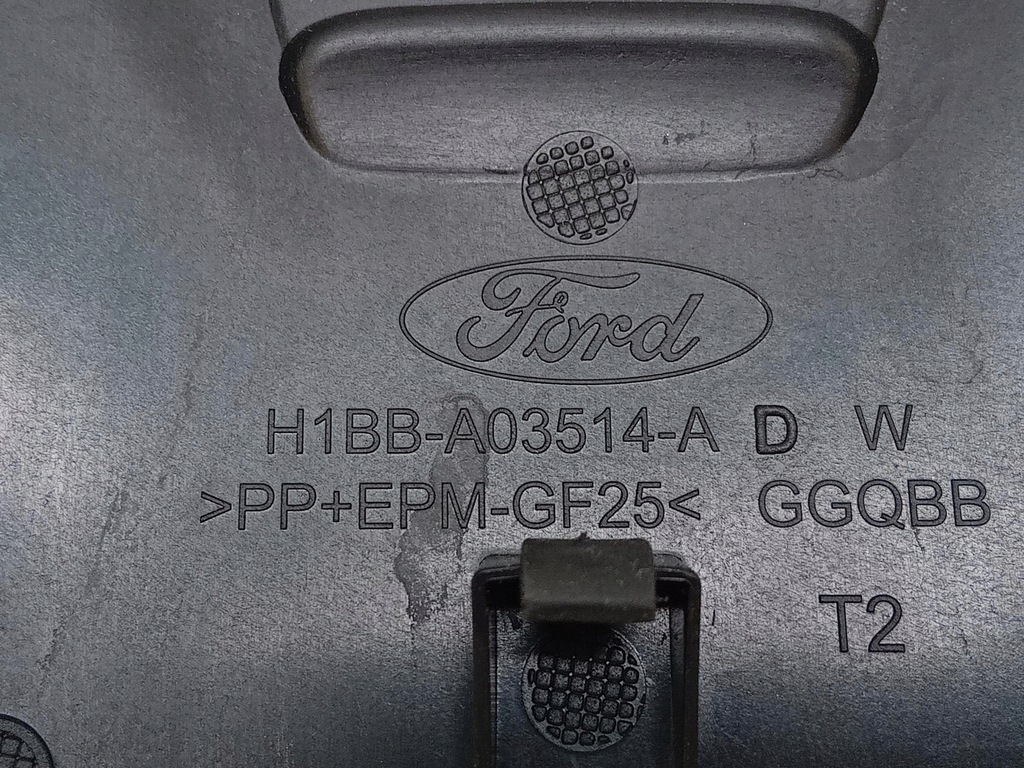 Ford
H1BB-A03514-A D W
>PP+EPM-GF25< GGQBB
T2